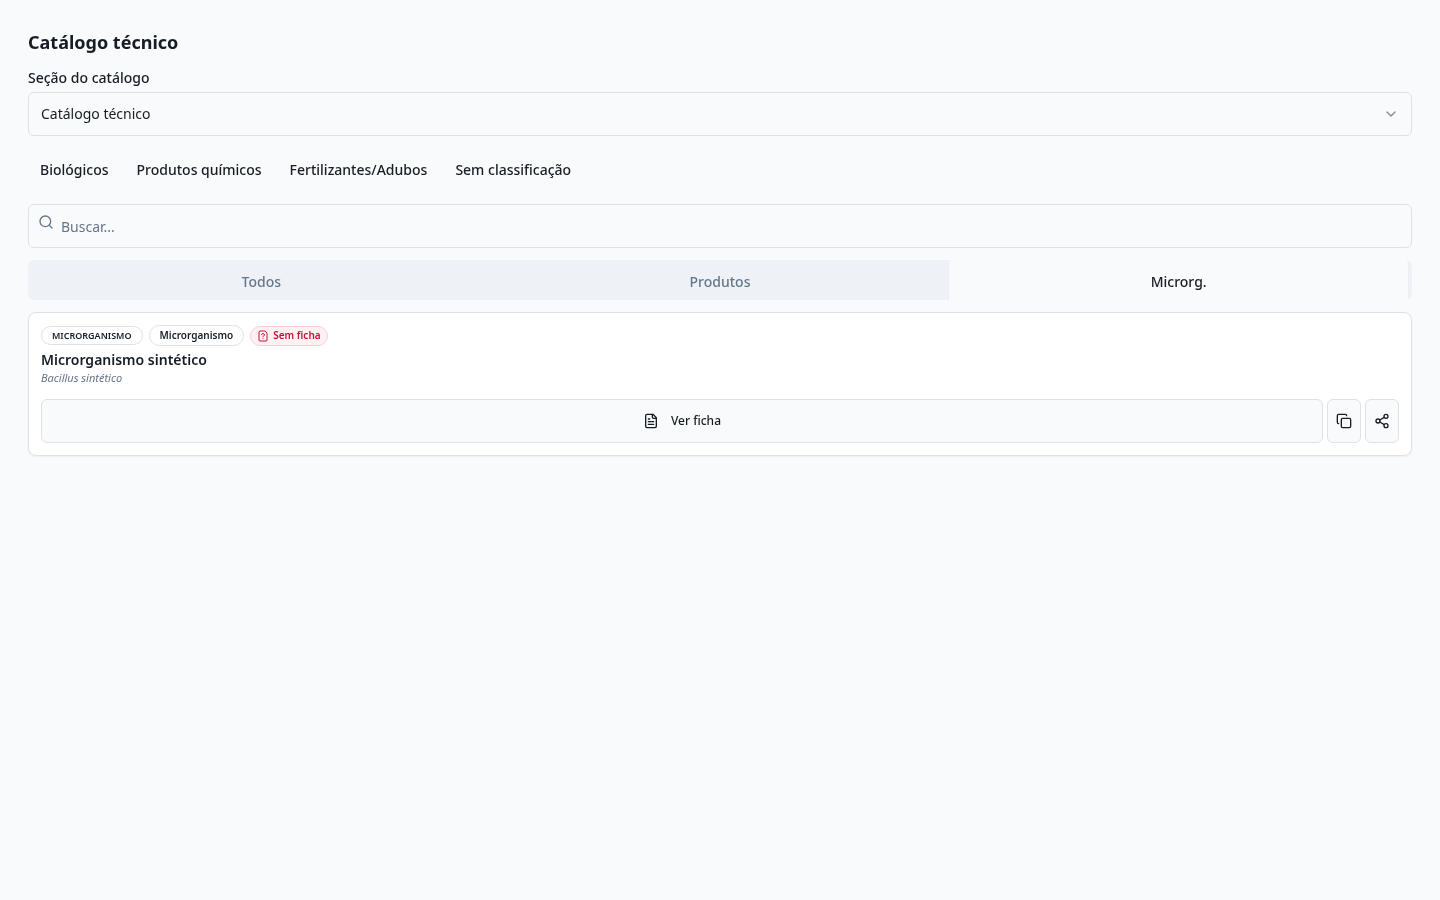 Catálogo técnico
Seção do catálogo
Catálogo técnico
Biológicos Produtos químicos Fertilizantes/Adubos Sem classificação
Buscar...
Todos Produtos Microrg.
MICRORGANISMO Microrganismo Sem ficha
Microrganismo sintético
Bacillus sintético
Ver ficha